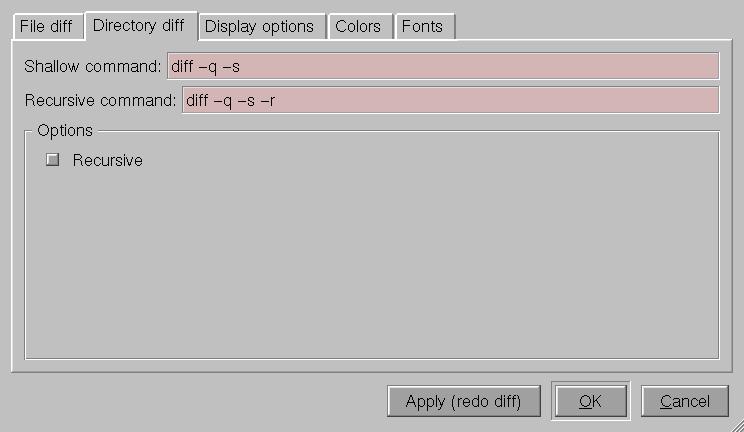 File diff Directory diff Display options Colors Fonts
Shallow command: diff –q –s
Recursive command: diff –q –s –r
Options
Recursive
Apply (redo diff) OK Cancel